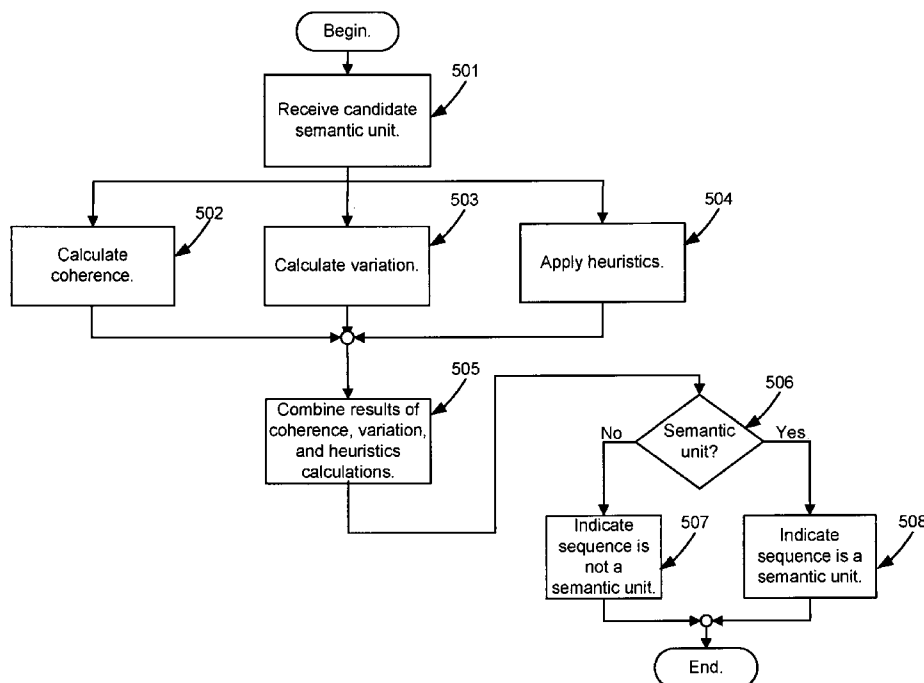 Begin.
501
Receive candidate
semantic unit.
502
503
504
Calculate
coherence.
Calculate variation.
Apply heuristics.
505
Combine results of
coherence, variation,
and heuristics
calculations.
506
No
Semantic
unit?
Yes
507
508
Indicate
sequence is
not a
semantic unit.
Indicate
sequence is a
semantic unit.
End.